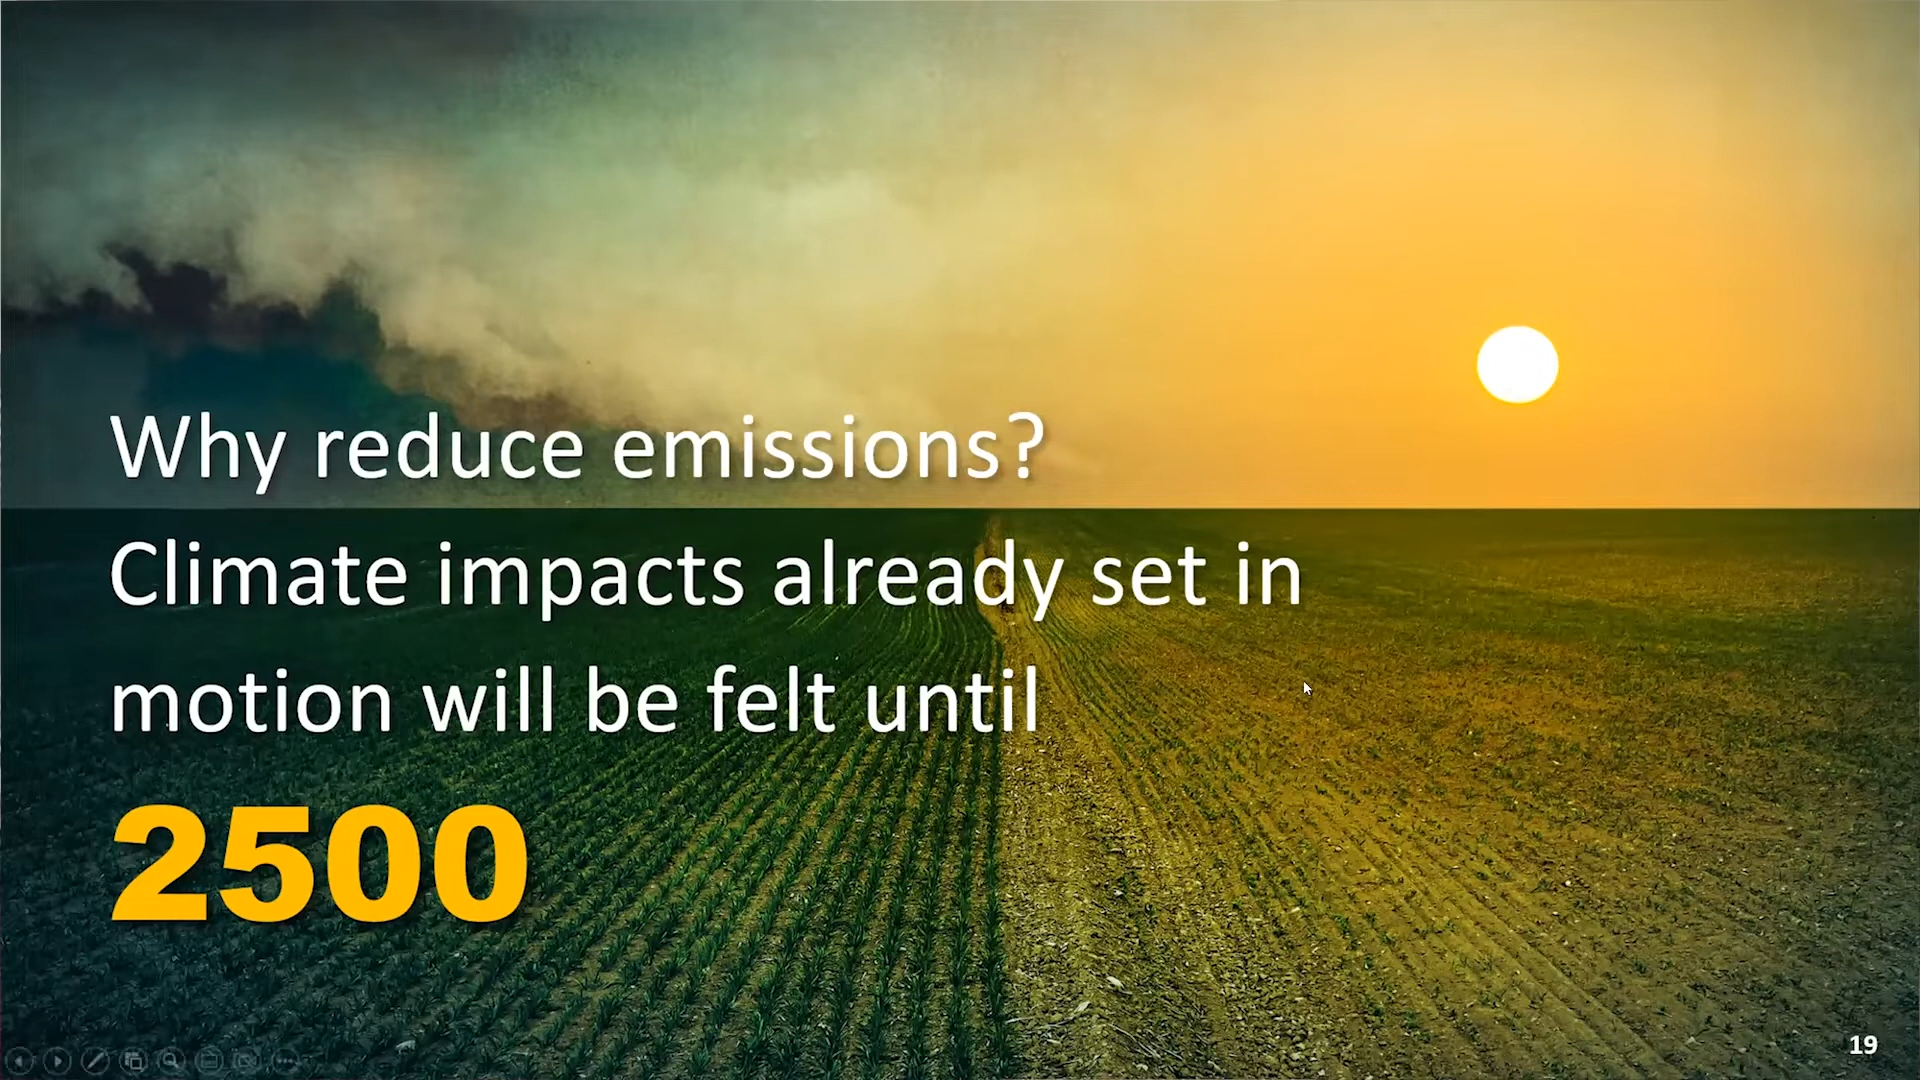 Why reduce emissions?
Climate impacts already set in
motion will be felt until
2500
19